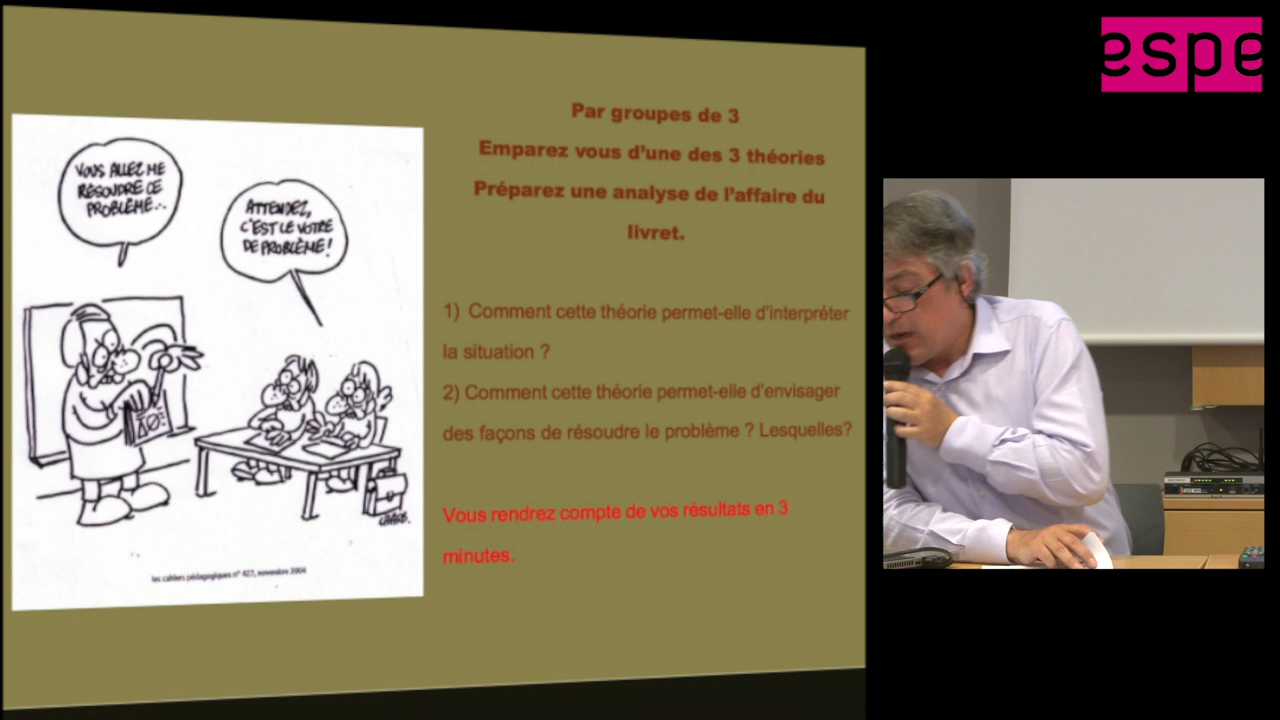 espe
Par groupes de 3
Emparez vous d'une des 3 théories
Préparez une analyse de l'affaire du
livret.
1) Comment cette théorie permet-elle d'interpréter
la situation ?
2) Comment cette théorie permet-elle d'envisager
des façons de résoudre le problème ? Lesquelles?
Vous rendrez compte de vos résultats en 3
minutes.
VOUS ALLEZ ME
RÉSOUDRE CE
PROBLÈME...
ATTENDEZ,
C'EST LE VOTRE
DE PROBLÈME !
les cahiers pédagogiques n° 427, novembre 2004